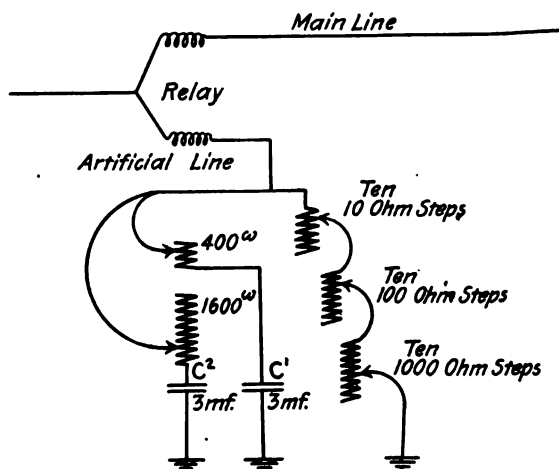 Main Line
Relay
Artificial Line
Ten
10 Ohm Steps
400ω
Ten
100 Ohm Steps
1600ω
Ten
1000 Ohm Steps
C²
3mf.
C'
3mf.